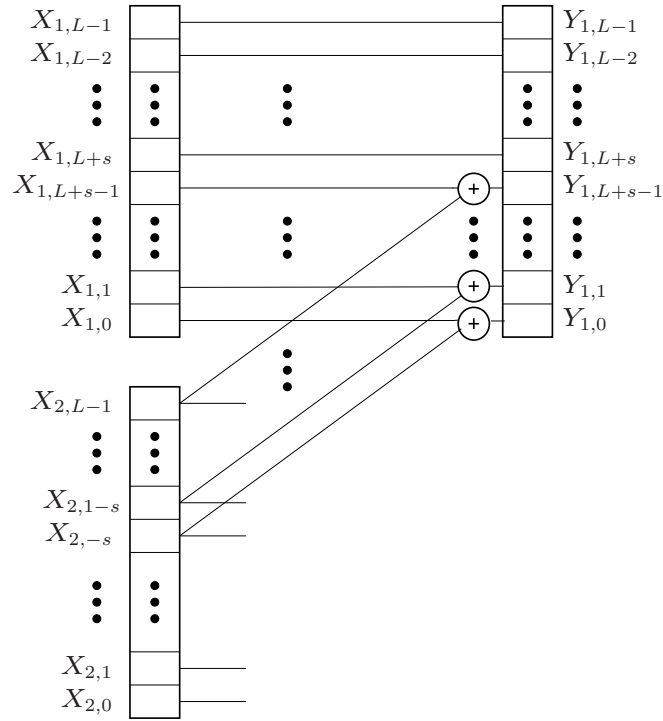 X_{1,L−1} Y_{1,L−1}
X_{1,L−2} Y_{1,L−2}
X_{1,L+s} Y_{1,L+s}
X_{1,L+s−1} + Y_{1,L+s−1}
X_{1,1} + Y_{1,1}
X_{1,0} + Y_{1,0}
X_{2,L−1}
X_{2,1−s}
X_{2,−s}
X_{2,1}
X_{2,0}